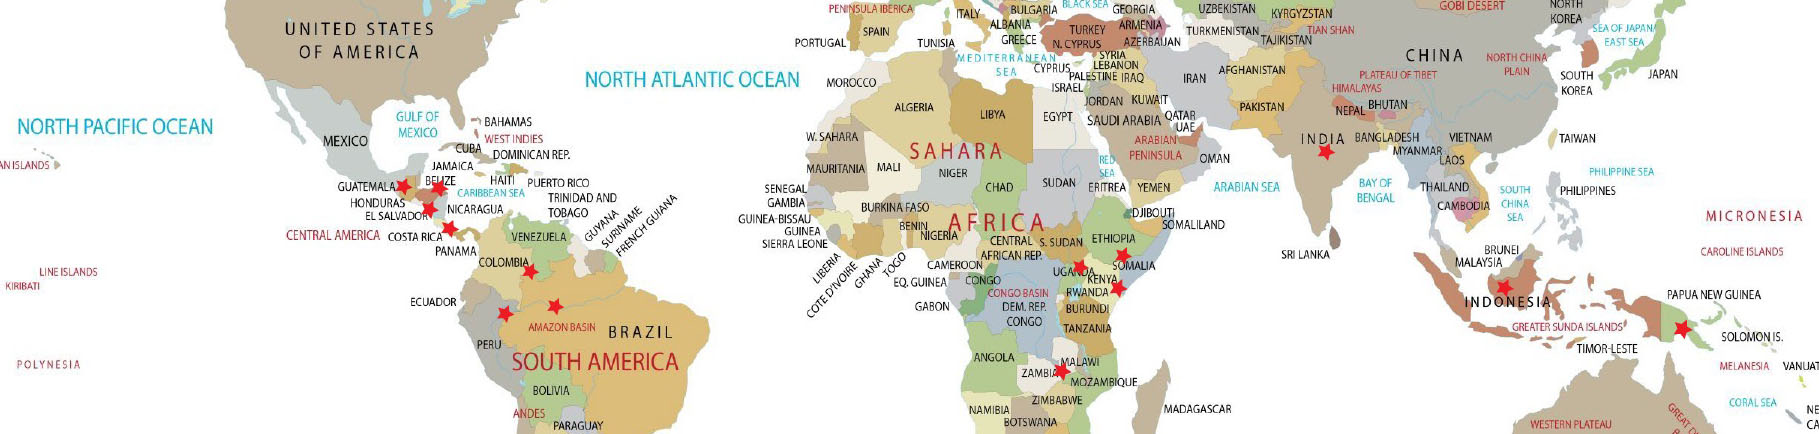 UNITED STATES
OF AMERICA
NORTH PACIFIC OCEAN
AN ISLANDS
MEXICO
GULF OF
MEXICO
BAHAMAS
WEST INDIES
CUBA
DOMINICAN REP.
JAMAICA
BELIZE
HAITI
PUERTO RICO
GUATEMALA
CARIBBEAN SEA
TRINIDAD AND
TOBAGO
HONDURAS
EL SALVADOR
NICARAGUA
CENTRAL AMERICA
COSTA RICA
PANAMA
VENEZUELA
GUYANA
SURINAME
FRENCH GUIANA
COLOMBIA
LINE ISLANDS
KIRIBATI
ECUADOR
AMAZON BASIN
BRAZIL
PERU
SOUTH AMERICA
POLYNESIA
BOLIVIA
ANDES
PARAGUAY
NORTH ATLANTIC OCEAN
PENINSULA IBERICA
SPAIN
PORTUGAL
ITALY
TUNISIA
BULGARIA
ALBANIA
GREECE
BLACK SEA
GEORGIA
ARMENIA
TURKEY
N. CYPRUS
AZERBAIJAN
MEDITERRANEAN
SEA
CYPRUS
SYRIA
LEBANON
PALESTINE
IRAQ
ISRAEL
JORDAN
KUWAIT
MOROCCO
ALGERIA
LIBYA
EGYPT
SAUDI ARABIA
QATAR
UAE
W. SAHARA
SAHARA
ARABIAN
PENINSULA
OMAN
MAURITANIA
MALI
NIGER
CHAD
SUDAN
RED
SEA
ERITREA
YEMEN
ARABIAN SEA
SENEGAL
GAMBIA
GUINEA-BISSAU
GUINEA
SIERRA LEONE
BURKINA FASO
BENIN
NIGERIA
AFRICA
DJIBOUTI
SOMALILAND
LIBERIA
COTE D'IVOIRE
GHANA
TOGO
CENTRAL
AFRICAN REP.
S. SUDAN
ETHIOPIA
SOMALIA
CAMEROON
EQ. GUINEA
GABON
CONGO
CONGO BASIN
DEM. REP.
CONGO
UGANDA
KENYA
RWANDA
BURUNDI
TANZANIA
ANGOLA
ZAMBIA
MALAWI
MOZAMBIQUE
ZIMBABWE
NAMIBIA
BOTSWANA
MADAGASCAR
UZBEKISTAN
KYRGYZSTAN
TURKMENISTAN
TIAN SHAN
TAJIKISTAN
IRAN
AFGHANISTAN
PAKISTAN
GOBI DESERT
CHINA
NORTH CHINA
PLAIN
PLATEAU OF TIBET
HIMALAYAS
NEPAL
BHUTAN
INDIA
BANGLADESH
MYANMAR
VIETNAM
LAOS
THAILAND
CAMBODIA
BAY OF
BENGAL
SRI LANKA
NORTH
KOREA
SEA OF JAPAN/
EAST SEA
SOUTH
KOREA
JAPAN
TAIWAN
PHILIPPINE SEA
SOUTH
CHINA
SEA
PHILIPPINES
MICRONESIA
CAROLINE ISLANDS
BRUNEI
MALAYSIA
INDONESIA
GREATER SUNDA ISLANDS
TIMOR-LESTE
PAPUA NEW GUINEA
SOLOMON IS.
MELANESIA
VANUAT
CORAL SEA
WESTERN PLATEAU
NE
CA